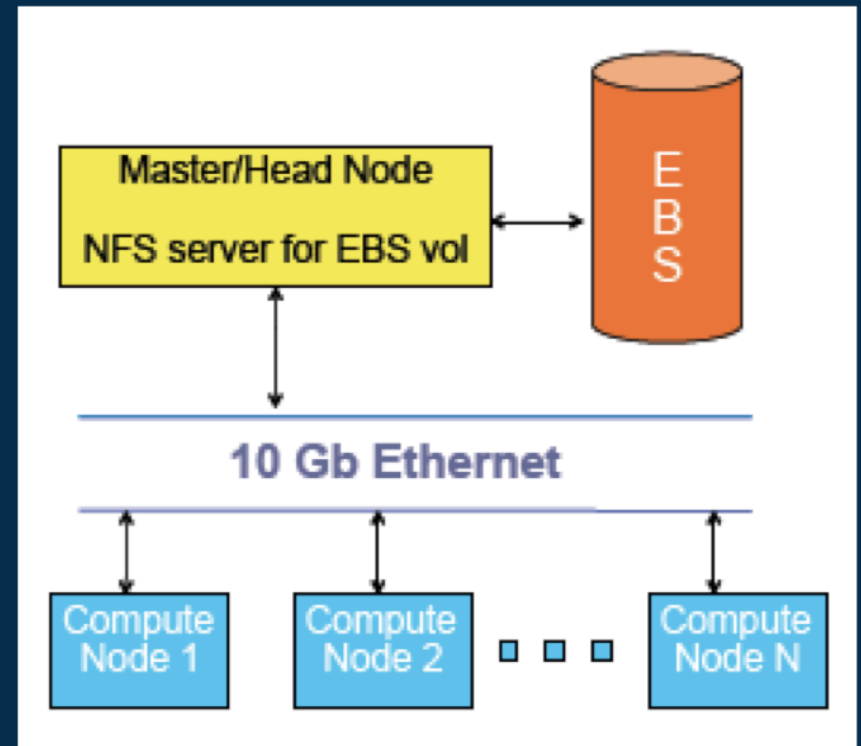 Master/Head Node
NFS server for EBS vol
E
B
S
10 Gb Ethernet
Compute
Node 1
Compute
Node 2
Compute
Node N